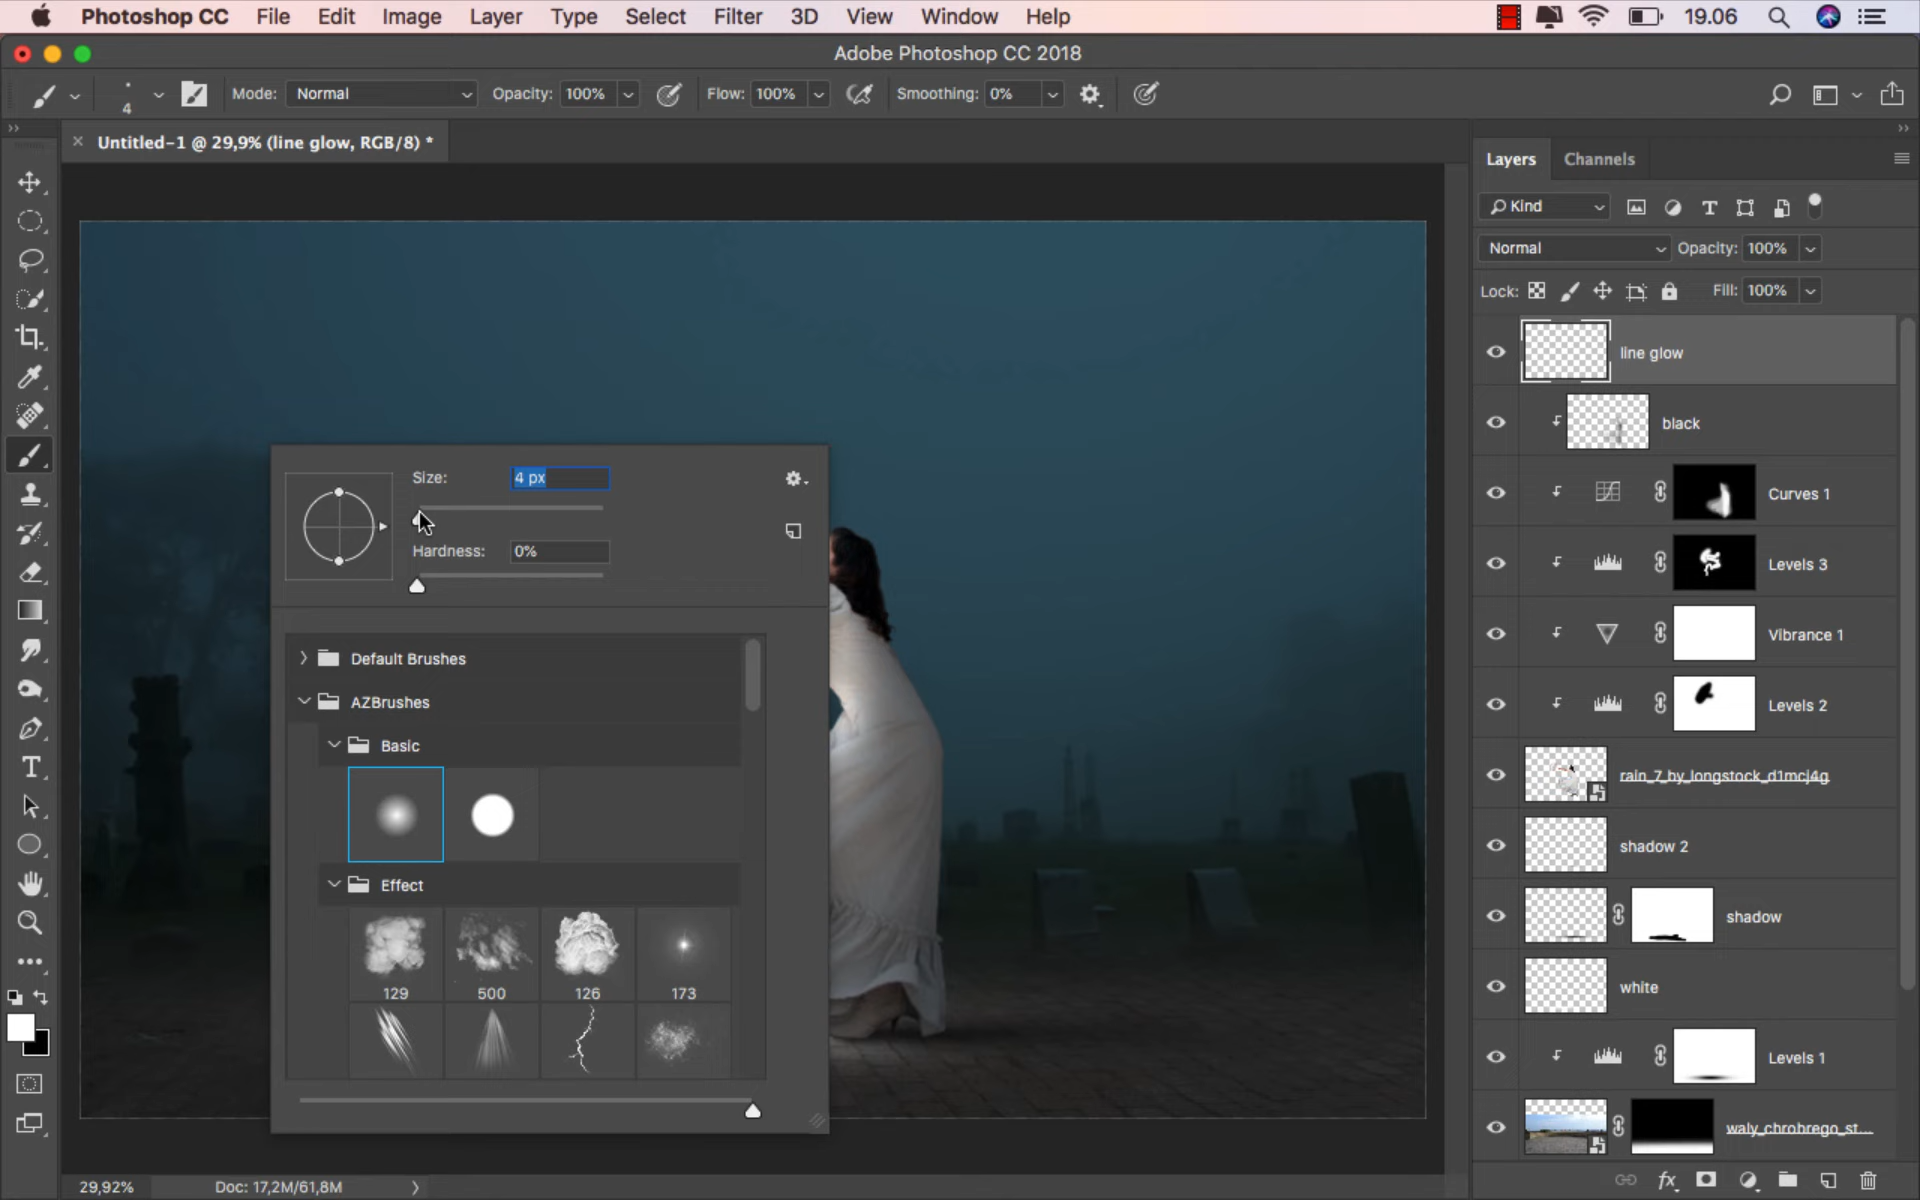 Photoshop CC File Edit Image Layer Type Select Filter 3D View Window Help 19.06
Adobe Photoshop CC 2018
4 Mode: Normal Opacity: 100% Flow: 100% Smoothing: 0%
Untitled-1 @ 29,9% (line glow, RGB/8) *
Layers Channels
Kind
Normal Opacity: 100%
Lock: Fill: 100%
line glow
black
Size: 4 px
Curves 1
Hardness: 0%
Levels 3
Vibrance 1
Default Brushes
AZBrushes
Levels 2
Basic
rain_7_by_longstock_d1mcj4g
shadow 2
Effect
shadow
129 500 126 173
white
Levels 1
waly_chrobrego_st...
29,92% Doc: 17,2M/61,8M